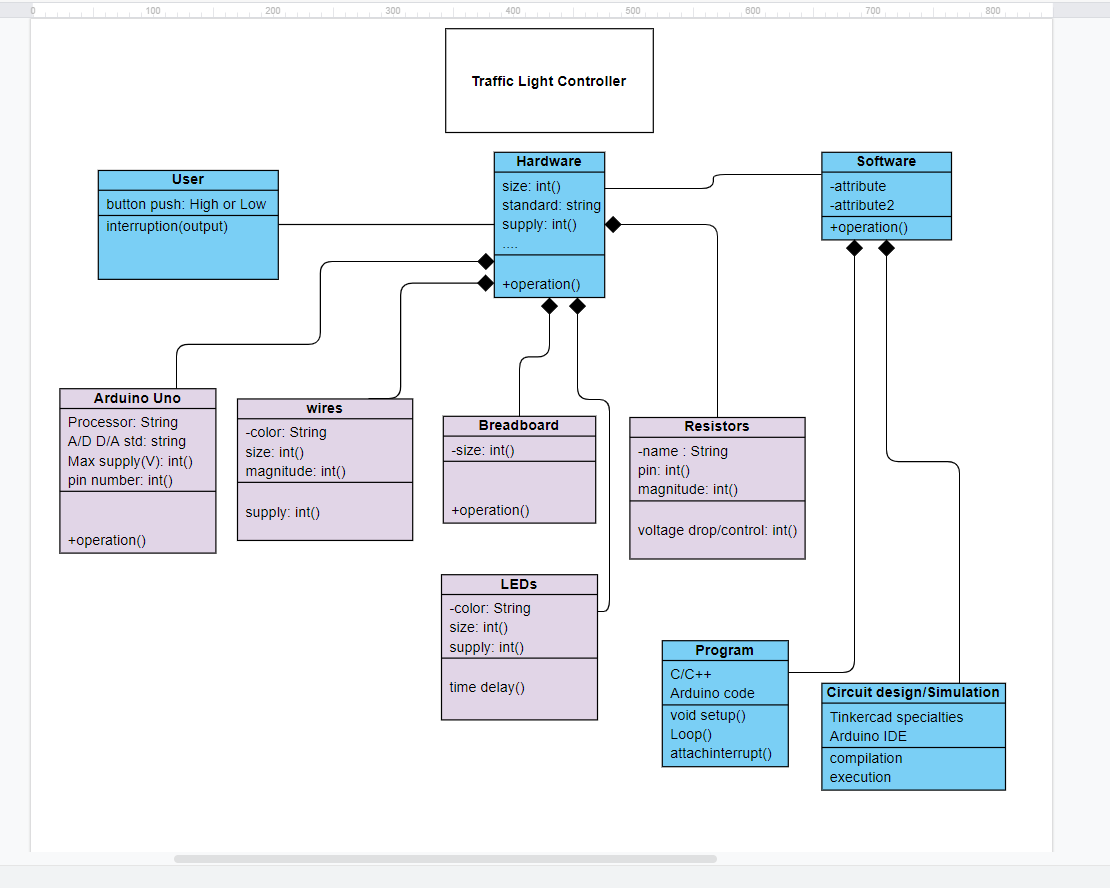 0 100 200 300 400 500 600 700 800
Traffic Light Controller
User
button push: High or Low
interruption(output)
Hardware
size: int()
standard: string
supply: int()
....
+operation()
Software
-attribute
-attribute2
+operation()
Arduino Uno
Processor: String
A/D D/A std: string
Max supply(V): int()
pin number: int()
+operation()
wires
-color: String
size: int()
magnitude: int()
supply: int()
Breadboard
-size: int()
+operation()
Resistors
-name : String
pin: int()
magnitude: int()
voltage drop/control: int()
LEDs
-color: String
size: int()
supply: int()
time delay()
Program
C/C++
Arduino code
void setup()
Loop()
attachinterrupt()
Circuit design/Simulation
Tinkercad specialties
Arduino IDE
compilation
execution